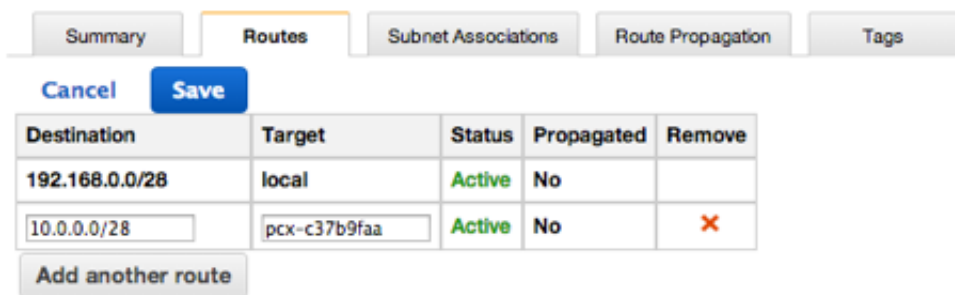 Summary Routes Subnet Associations Route Propagation Tags
Cancel Save
Destination Target Status Propagated Remove
192.168.0.0/28 local Active No
10.0.0.0/28 pcx-c37b9faa Active No
Add another route